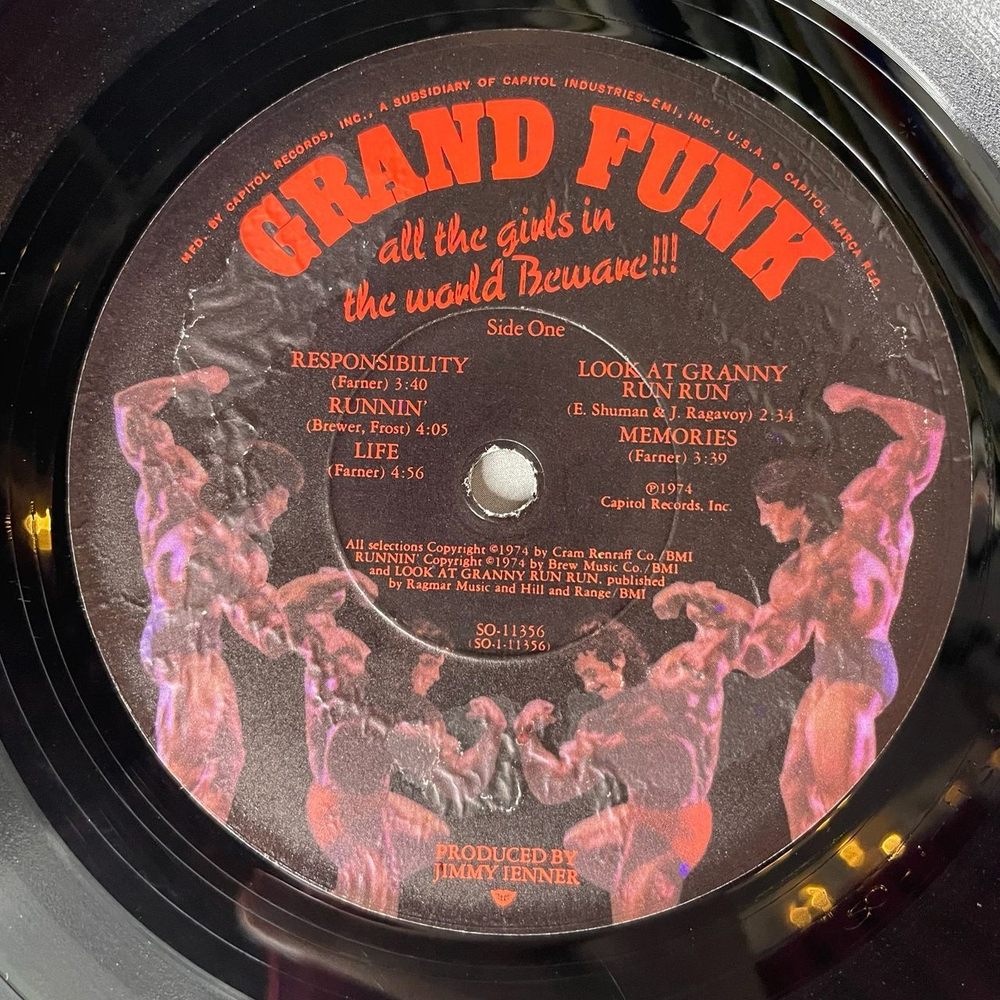 MFD. BY CAPITOL RECORDS, INC., A SUBSIDIARY OF CAPITOL INDUSTRIES-EMI, INC., U.S.A. ● CAPITOL MARCA REG.
GRAND FUNK
all the girls in
the world Beware!!!
Side One
RESPONSIBILITY
(Farner) 3:40
RUNNIN'
(Brewer, Frost) 4:05
LIFE
(Farner) 4:56
LOOK AT GRANNY
RUN RUN
(E. Shuman & J. Ragavoy) 2:34
MEMORIES
(Farner) 3:39
℗1974
Capitol Records, Inc.
All selections Copyright ©1974 by Cram Renraff Co./BMI
RUNNIN' Copyright ©1974 by Brew Music Co./BMI
and LOOK AT GRANNY RUN RUN. published
by Ragmar Music and Hill and Range/BMI
SO-11356
(SO-1-11356)
PRODUCED BY
JIMMY IENNER